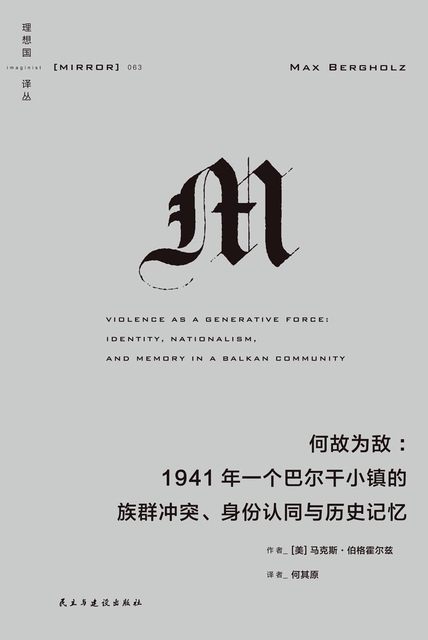 理
想
国
imaginist
译
丛
[MIRROR] 063
MAX BERGHOLZ
M
VIOLENCE AS A GENERATIVE FORCE:
IDENTITY, NATIONALISM,
AND MEMORY IN A BALKAN COMMUNITY
何故为敌：
1941 年一个巴尔干小镇的
族群冲突、身份认同与历史记忆
作者_ [美] 马克斯·伯格霍尔兹
译者_ 何其原
民主与建设出版社